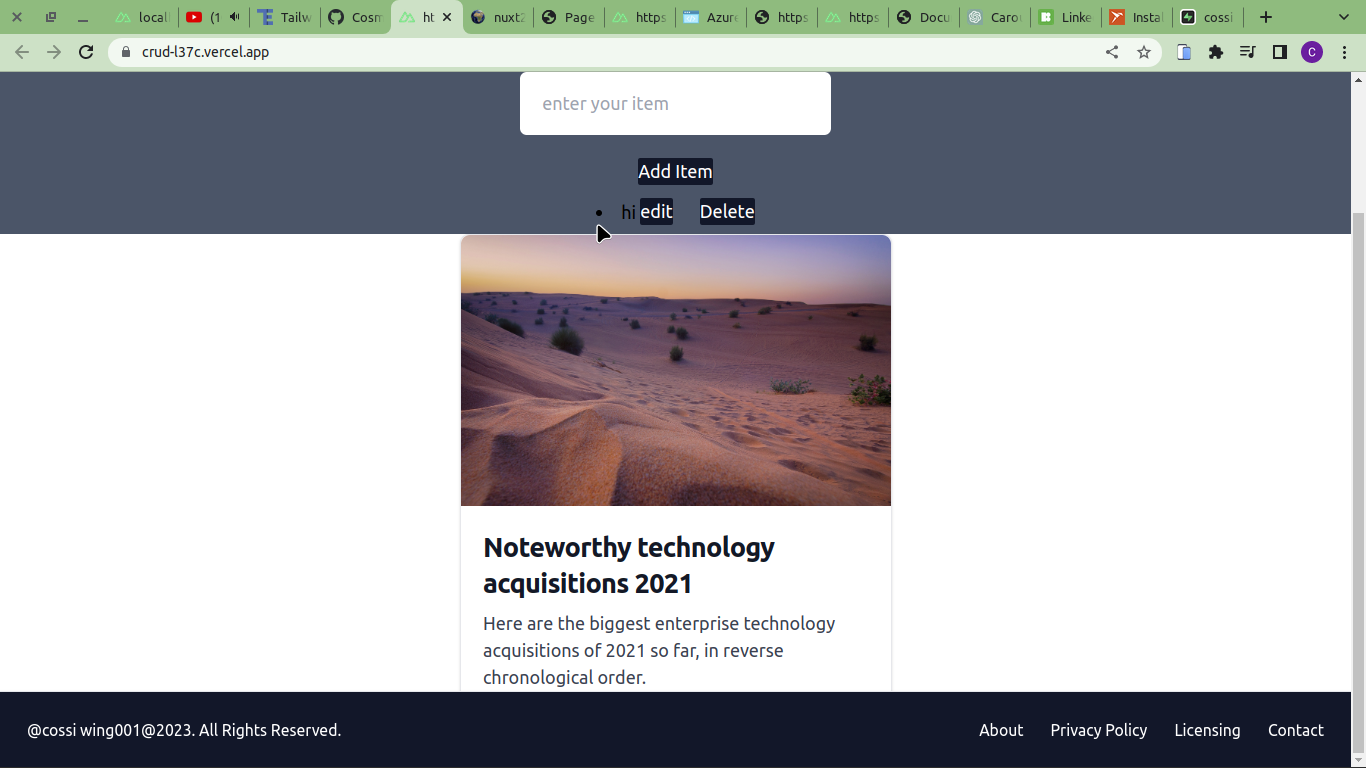 locall
(1
Tailw
Cosm
ht
nuxt2
Page
https
Azure
https
https
Docu
Carou
Linke
Instal
cossi
crud-l37c.vercel.app
C
enter your item
Add Item
• hi edit Delete
Noteworthy technology
acquisitions 2021
Here are the biggest enterprise technology
acquisitions of 2021 so far, in reverse
chronological order.
@cossi wing001@2023. All Rights Reserved.
About Privacy Policy Licensing Contact